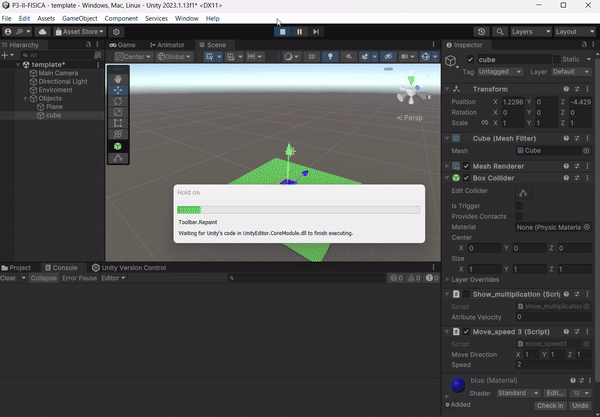 P3-II-FISICA - template - Windows, Mac, Linux - Unity 2023.1.13f1* <DX11>
File Edit Assets GameObject Component Services Window Help
JP Asset Store Layers Layout
Hierarchy Game Animator Scene Inspector
All
Center Global 2D
template*
Main Camera
Directional Light
Enviroment
Objects
Plane
cube
x
< Persp
cube Static
Tag Untagged Layer Default
Transform
Position X 1.2296 Y 0 Z -4.428
Rotation X 0 Y 0 Z 0
Scale X 1 Y 1 Z 1
Cube (Mesh Filter)
Mesh Cube
Mesh Renderer
Box Collider
Edit Collider
Is Trigger
Provides Contacts
Material None (Physic Materia
Center
X 0 Y 0 Z 0
Size
X 1 Y 1 Z 1
Layer Overrides
Show_multiplication (Scrip
Script show_multiplication
Attribute Velocity 0
Move_speed 3 (Script)
Script move_speed3
Move Direction X 1 Y 1 Z 1
Speed 2
blue (Material)
Shader Standard Edit...
Added Check In Undo
Hold on
Toolbar.Repaint
Waiting for Unity's code in UnityEditor.CoreModule.dll to finish executing.
Project Console Unity Version Control
Clear Collapse Error Pause Editor 0 0 0